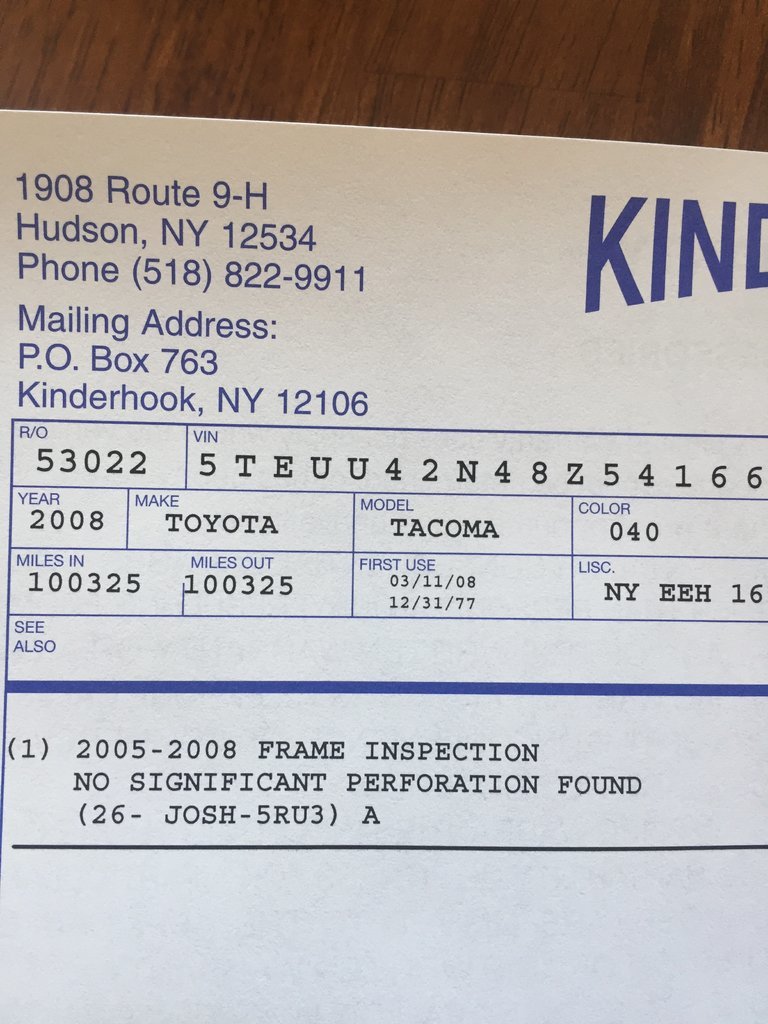 1908 Route 9-H
Hudson, NY 12534
Phone (518) 822-9911
KIND
Mailing Address:
P.O. Box 763
Kinderhook, NY 12106
R/O VIN
53022 5TEUU42N48Z54166
YEAR MAKE MODEL COLOR
2008 TOYOTA TACOMA 040
MILES IN MILES OUT FIRST USE LISC.
100325 100325 03/11/08 NY EEH 16
12/31/77
SEE
ALSO
(1) 2005-2008 FRAME INSPECTION
NO SIGNIFICANT PERFORATION FOUND
(26- JOSH-5RU3) A